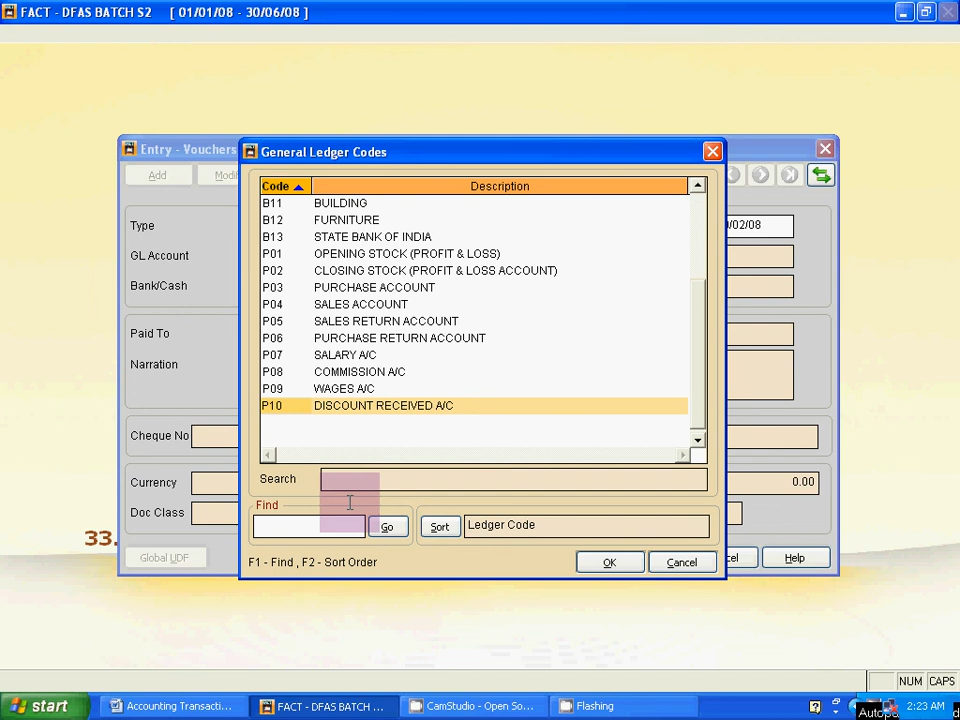 FACT - DFAS BATCH S2 [ 01/01/08 - 30/06/08 ]
Entry - Vouchers
General Ledger Codes
Add
Code
Description
Type
GL Account
Bank/Cash
Paid To
Narration
Cheque No
Currency
Doc Class
Global UDF
33.
B11 BUILDING
B12 FURNITURE
B13 STATE BANK OF INDIA
P01 OPENING STOCK (PROFIT & LOSS)
P02 CLOSING STOCK (PROFIT & LOSS ACCOUNT)
P03 PURCHASE ACCOUNT
P04 SALES ACCOUNT
P05 SALES RETURN ACCOUNT
P06 PURCHASE RETURN ACCOUNT
P07 SALARY A/C
P08 COMMISSION A/C
P09 WAGES A/C
P10 DISCOUNT RECEIVED A/C
Search
Find
Go
Sort
Ledger Code
F1 - Find , F2 - Sort Order
OK
Cancel
/02/08
0.00
Help
NUM CAPS
start
Accounting Transacti...
FACT - DFAS BATCH ...
CamStudio - Open So...
Flashing
2:23 AM